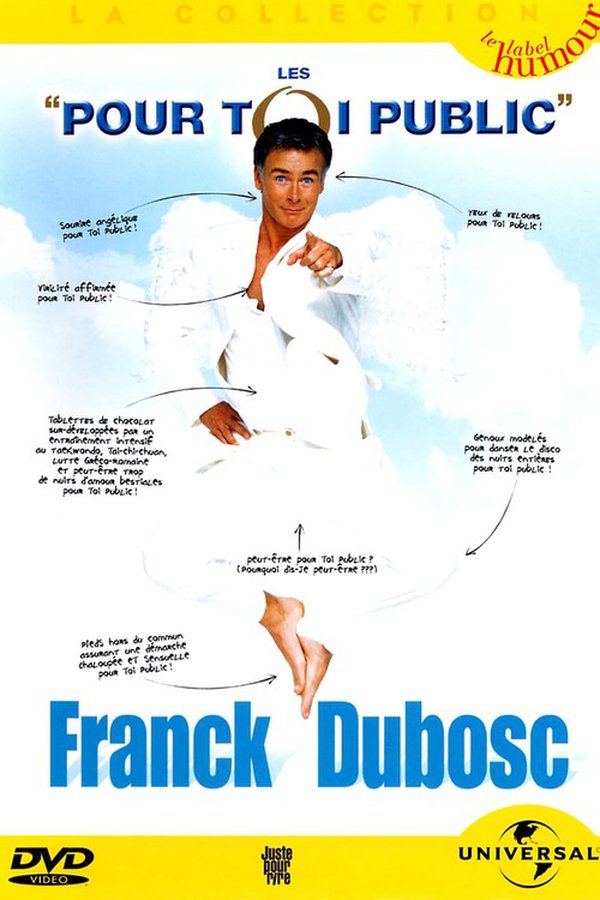 LA COLLECTION
le label
humour
LES
"POUR TOI PUBLIC"
Sourire angélique
pour Toi Public !
Yeux de velours
pour Toi Public !
Virilité affirmée
pour Toi Public !
Tablettes de chocolat
sur-développées par un
entraînement intensif
au Taekwondo, Tai-chi-chuan,
lutte Gréco-romaine
et peut-être trop
de nuits d'amour bestiales
pour Toi Public !
Genoux modelés
pour danser le disco
des nuits entières
pour toi public !
peut-être pour Toi Public ?
(Pourquoi dis-je peut-être ???)
Pieds hors du commun
assurant une démarche
chaloupée et sensuelle
pour Toi Public !
Franck Dubosc
DVD
VIDEO
Juste
pour
rire
UNIVERSAL